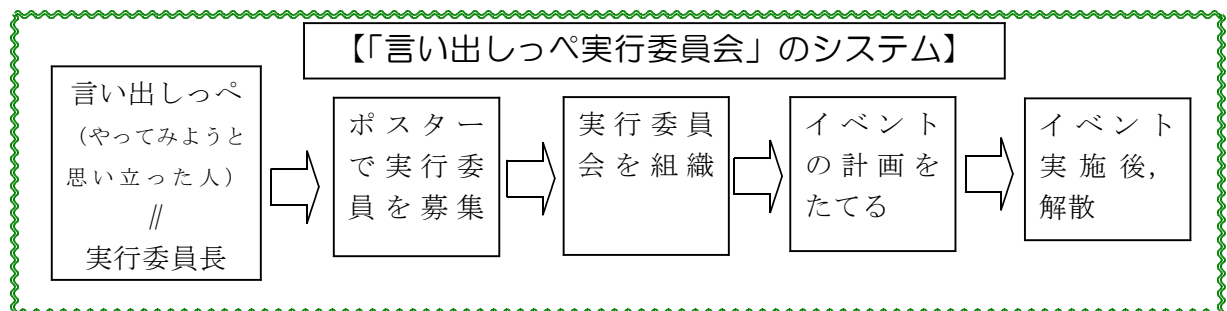 【「言い出しっぺ実行委員会」のシステム】
言い出しっぺ
（やってみようと
思い立った人）
∥
実行委員長
ポスター
で実行委
員を募集
実行委員
会を組織
イベント
の計画を
たてる
イベント
実施後，
解散